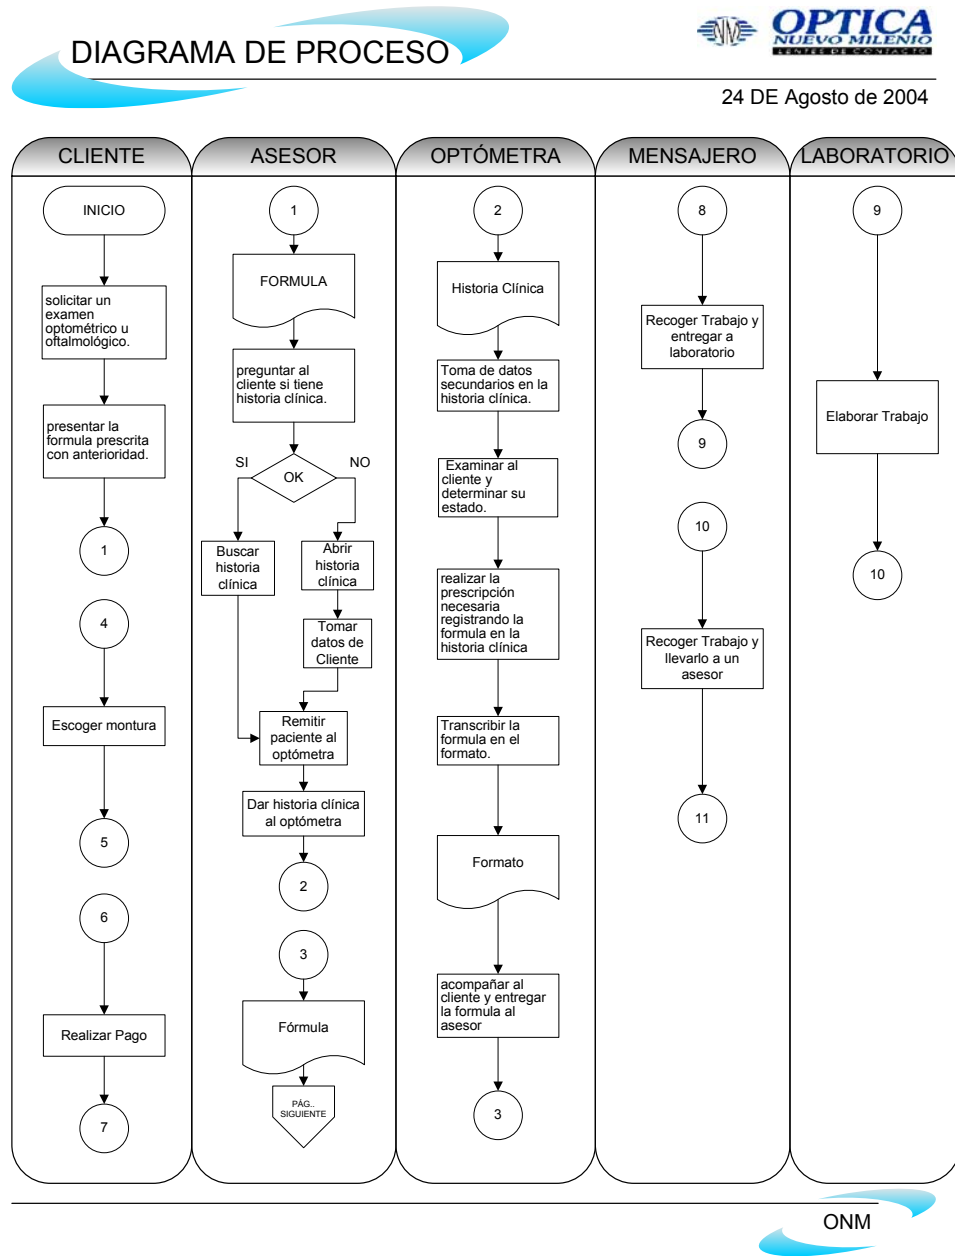 DIAGRAMA DE PROCESO
OPTICA
NUEVO MILENIO
LENTES DE CONTACTO
24 DE Agosto de 2004
CLIENTE
INICIO
solicitar un
examen
optométrico u
oftalmológico.
presentar la
formula prescrita
con anterioridad.
1
4
Escoger montura
5
6
Realizar Pago
7
ASESOR
1
FORMULA
preguntar al
cliente si tiene
historia clínica.
SI
OK
NO
Buscar
historia
clínica
Abrir
historia
clínica
Tomar
datos de
Cliente
Remitir
paciente al
optómetra
Dar historia clínica
al optómetra
2
3
Fórmula
PÁG..
SIGUIENTE
OPTÓMETRA
2
Historia Clínica
Toma de datos
secundarios en la
historia clínica.
Examinar al
cliente y
determinar su
estado.
realizar la
prescripción
necesaria
registrando la
formula en la
historia clínica
Transcribir la
formula en el
formato.
Formato
acompañar al
cliente y entregar
la formula al
asesor
3
MENSAJERO
8
Recoger Trabajo y
entregar a
laboratorio
9
10
Recoger Trabajo y
llevarlo a un
asesor
11
LABORATORIO
9
Elaborar Trabajo
10
ONM